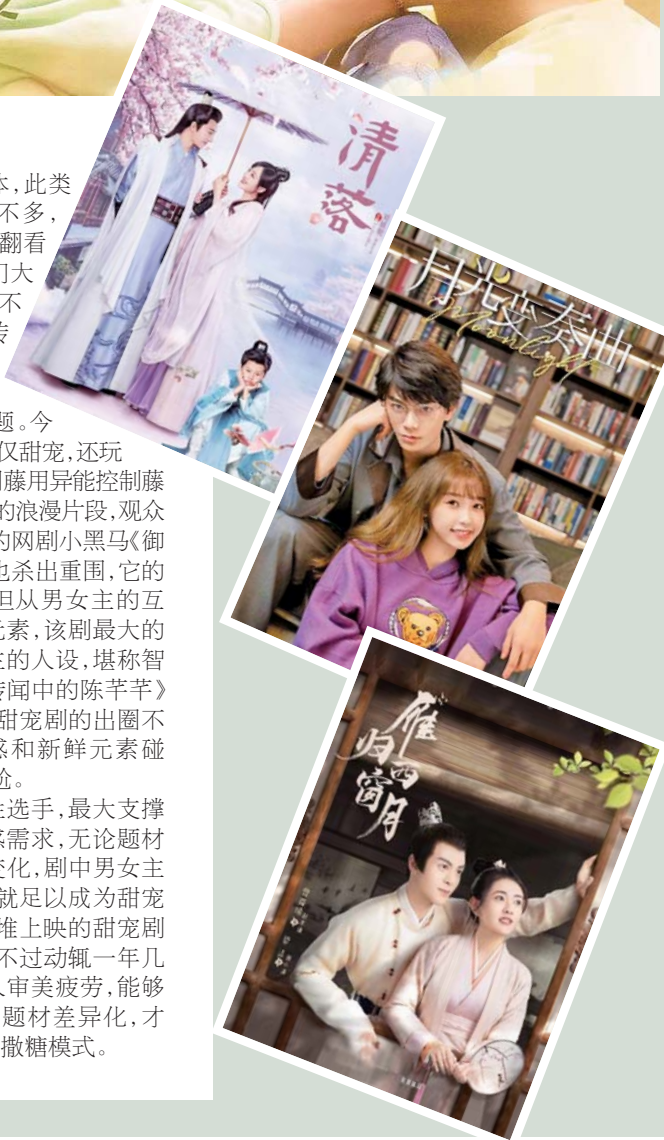 清落
月光变奏曲
Moonlight
雁归西窗月
本,此类
不多,
翻看
门大
不
传
题。今
仅甜宠,还玩
司藤用异能控制藤
的浪漫片段,观众
的网剧小黑马《御
也杀出重围,它的
但从男女主的互
元素,该剧最大的
主的人设,堪称智
传闻中的陈芊芊》
甜宠剧的出圈不
感和新鲜元素碰
尬。
性选手,最大支撑
感需求,无论题材
变化,剧中男女主
就足以成为甜宠
堆上映的甜宠剧
不过动辄一年几
人审美疲劳,能够
题材差异化,才
撒糖模式。